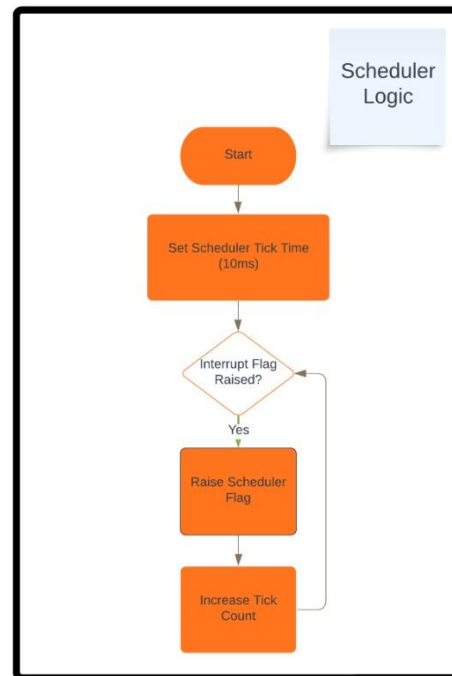 Scheduler
Logic
Start
Set Scheduler Tick Time
(10ms)
Interrupt Flag
Raised?
Yes
Raise Scheduler
Flag
Increase Tick
Count